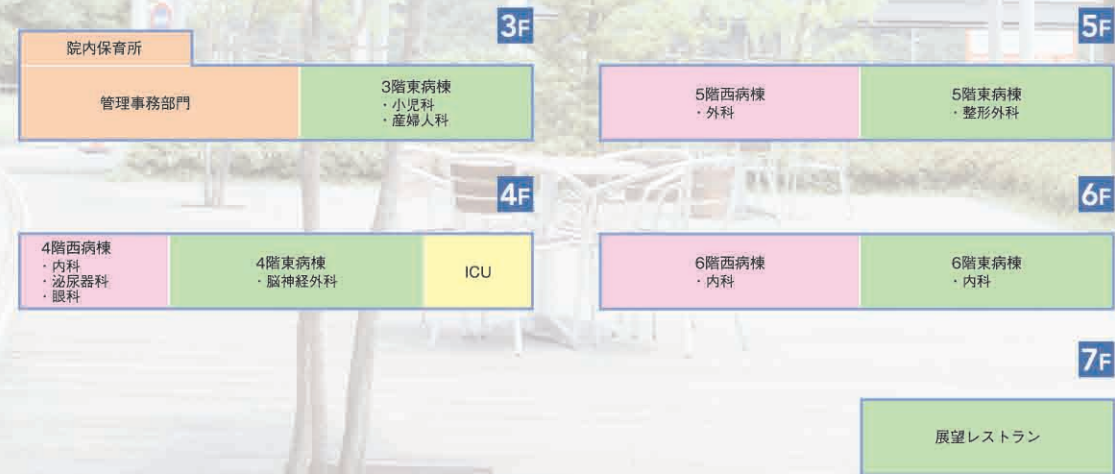 3F
院内保育所
管理事務部門
3階東病棟
・小児科
・産婦人科
4F
4階西病棟
・内科
・泌尿器科
・眼科
4階東病棟
・脳神経外科
ICU
5F
5階西病棟
・外科
5階東病棟
・整形外科
6F
6階西病棟
・内科
6階東病棟
・内科
7F
展望レストラン